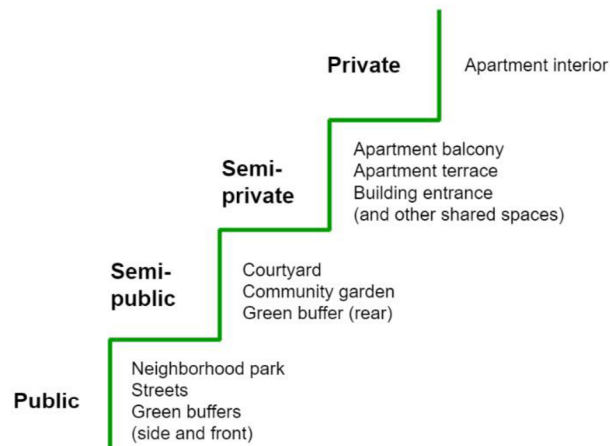 Private
Apartment interior
Semi-
private
Apartment balcony
Apartment terrace
Building entrance
(and other shared spaces)
Semi-
public
Courtyard
Community garden
Green buffer (rear)
Public
Neighborhood park
Streets
Green buffers
(side and front)